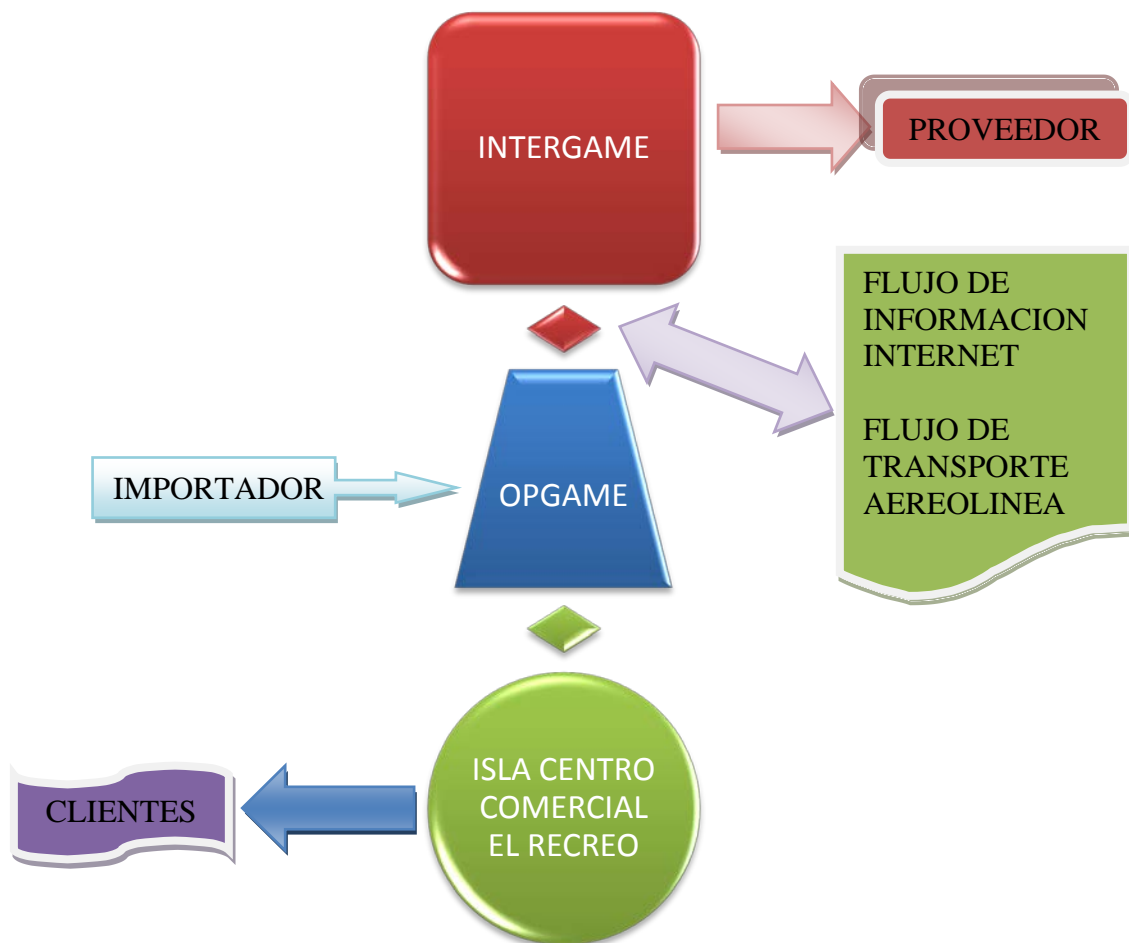 INTERGAME
PROVEEDOR
FLUJO DE
INFORMACION
INTERNET
FLUJO DE
TRANSPORTE
AEREOLINEA
IMPORTADOR
OPGAME
ISLA CENTRO
COMERCIAL
EL RECREO
CLIENTES